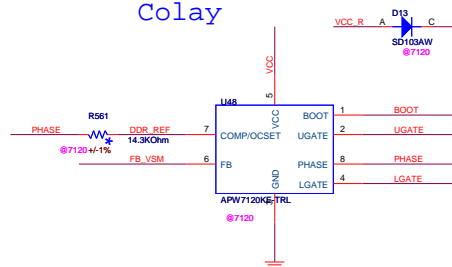 Colay
D13
VCC_R
A
C
SD103AW
@7120
VCC
5
U48
VCC
BOOT
1
BOOT
R561
PHASE
DDR_REF
7
COMP/OCSET
UGATE
2
UGATE
14.3KOhm
*
@7120
+/-1%
FB_VSM
6
FB
PHASE
8
PHASE
GND
LGATE
4
LGATE
APW7120KE-TRL
@7120